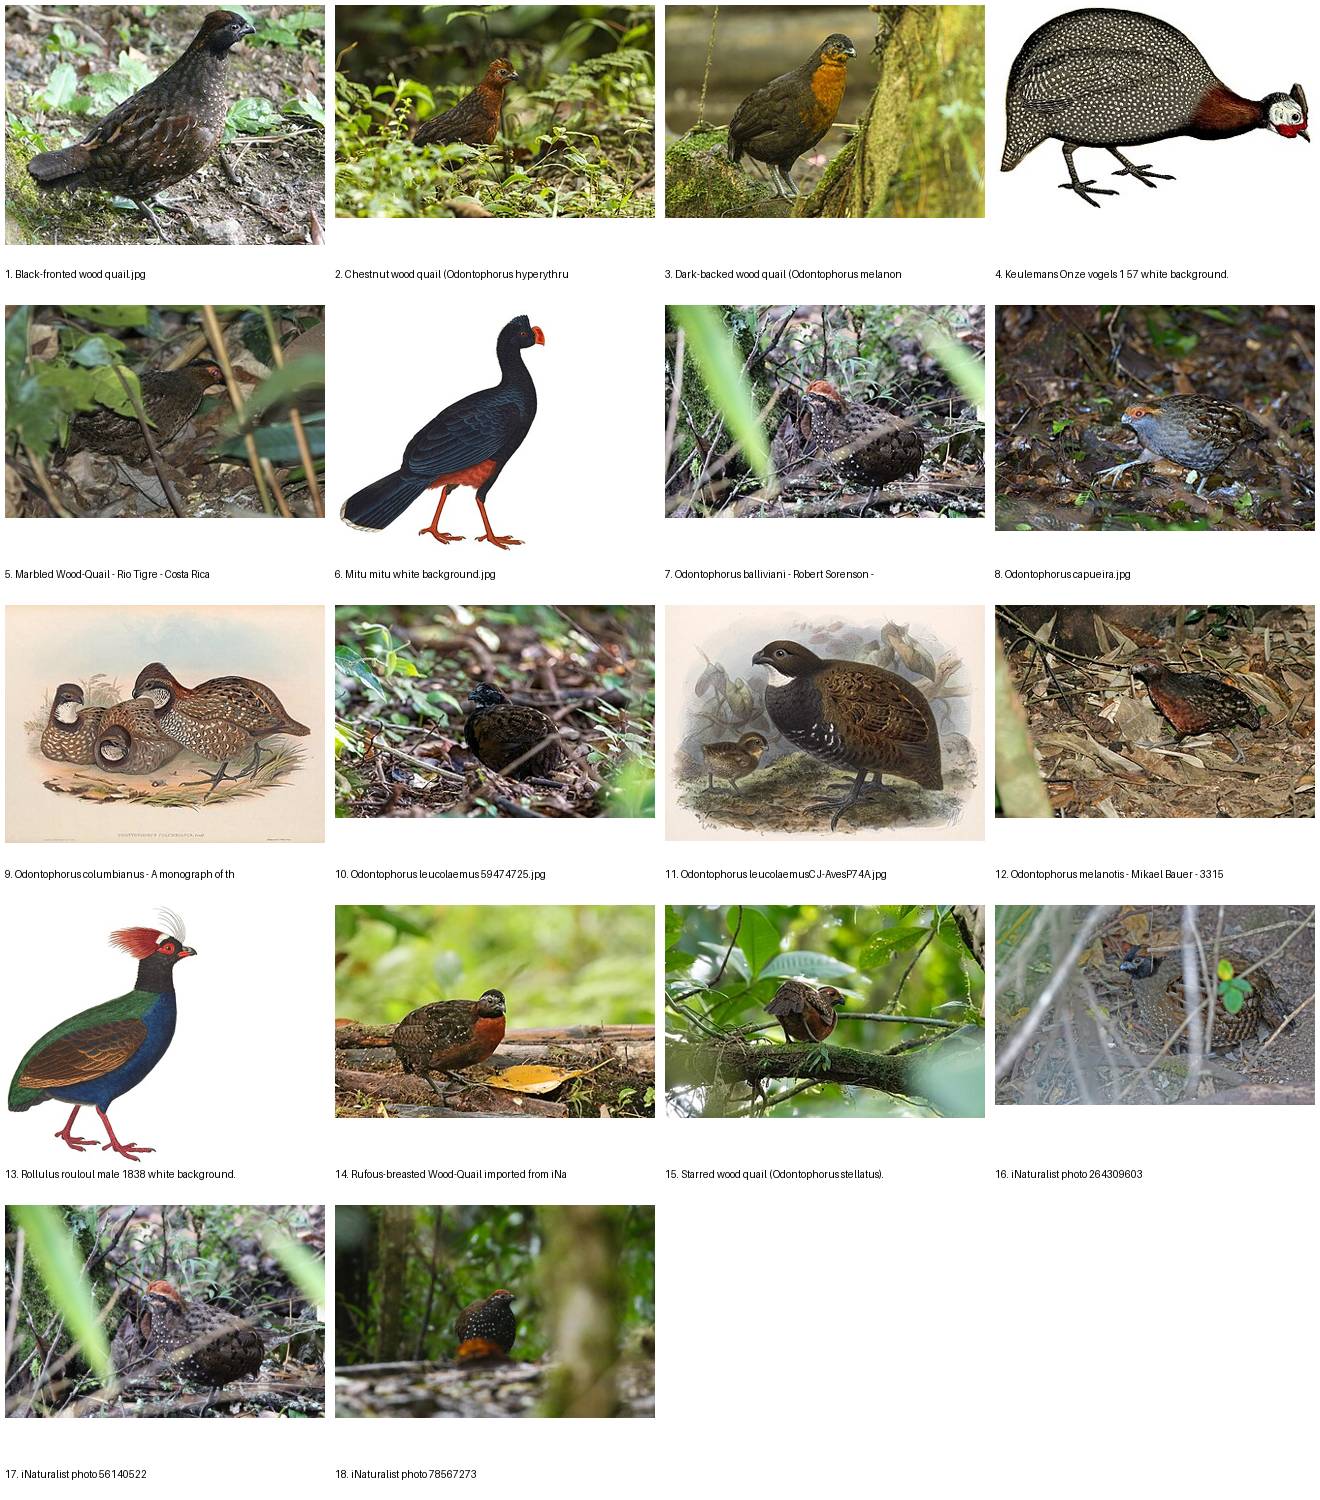 1. Black-fronted wood quail.jpg
2. Chestnut wood quail (Odontophorus hyperythru
3. Dark-backed wood quail (Odontophorus melanon
4. Keulemans Onze vogels 1 57 white background.
5. Marbled Wood-Quail - Rio Tigre - Costa Rica
6. Mitu mitu white background.jpg
7. Odontophorus balliviani - Robert Sorenson -
8. Odontophorus capueira.jpg
9. Odontophorus columbianus - A monograph of th
10. Odontophorus leucolaemus 59474725.jpg
11. Odontophorus leucolaemusCJ-AvesP74A.jpg
12. Odontophorus melanotis - Mikael Bauer - 3315
13. Rollulus rouloul male 1838 white background.
14. Rufous-breasted Wood-Quail imported from iNa
15. Starred wood quail (Odontophorus stellatus).
16. iNaturalist photo 264309603
17. iNaturalist photo 56140522
18. iNaturalist photo 78567273